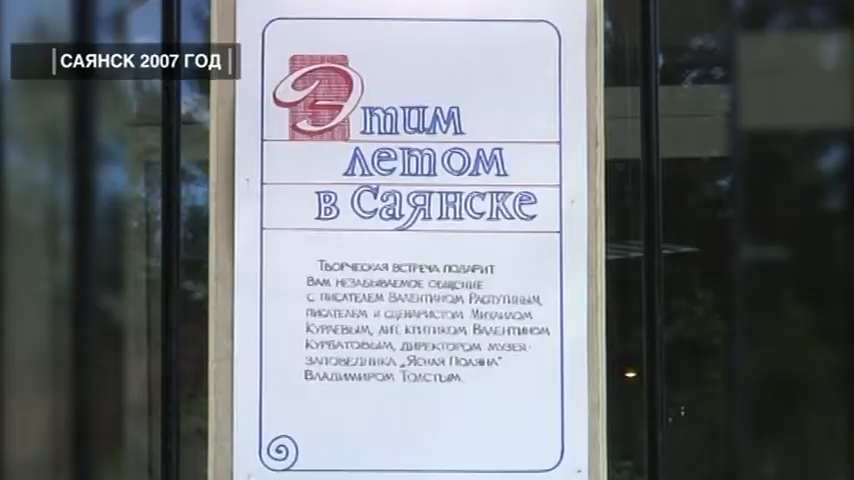 САЯНСК 2007 ГОД
Этим
летом
в Саянске
Творческая встреча подарит
Вам незабываемое общение
с писателем Валентином Распутиным,
писателем и сценаристом Михаилом
Кураевым, лит. критиком Валентином
Курбатовым, директором музея-
заповедника „Ясная Поляна"
Владимиром Толстым.